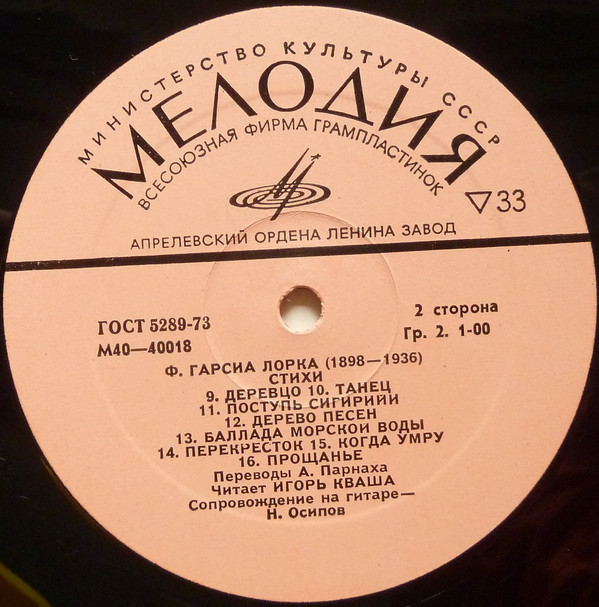 МИНИСТЕРСТВО КУЛЬТУРЫ СССР
МЕЛОДИЯ
ВСЕСОЮЗНАЯ ФИРМА ГРАМПЛАСТИНОК
33
АПРЕЛЕВСКИЙ ОРДЕНА ЛЕНИНА ЗАВОД
ГОСТ 5289-73
2 сторона
М40—40018
Гр. 2. 1-00
Ф. ГАРСИА ЛОРКА (1898—1936)
СТИХИ
9. ДЕРЕВЦО 10. ТАНЕЦ
11. ПОСТУПЬ СИГИРИЙИ
12. ДЕРЕВО ПЕСЕН
13. БАЛЛАДА МОРСКОЙ ВОДЫ
14. ПЕРЕКРЕСТОК 15. КОГДА УМРУ
16. ПРОЩАНЬЕ
Переводы А. Парнаха
Читает ИГОРЬ КВАША
Сопровождение на гитаре—
Н. Осипов